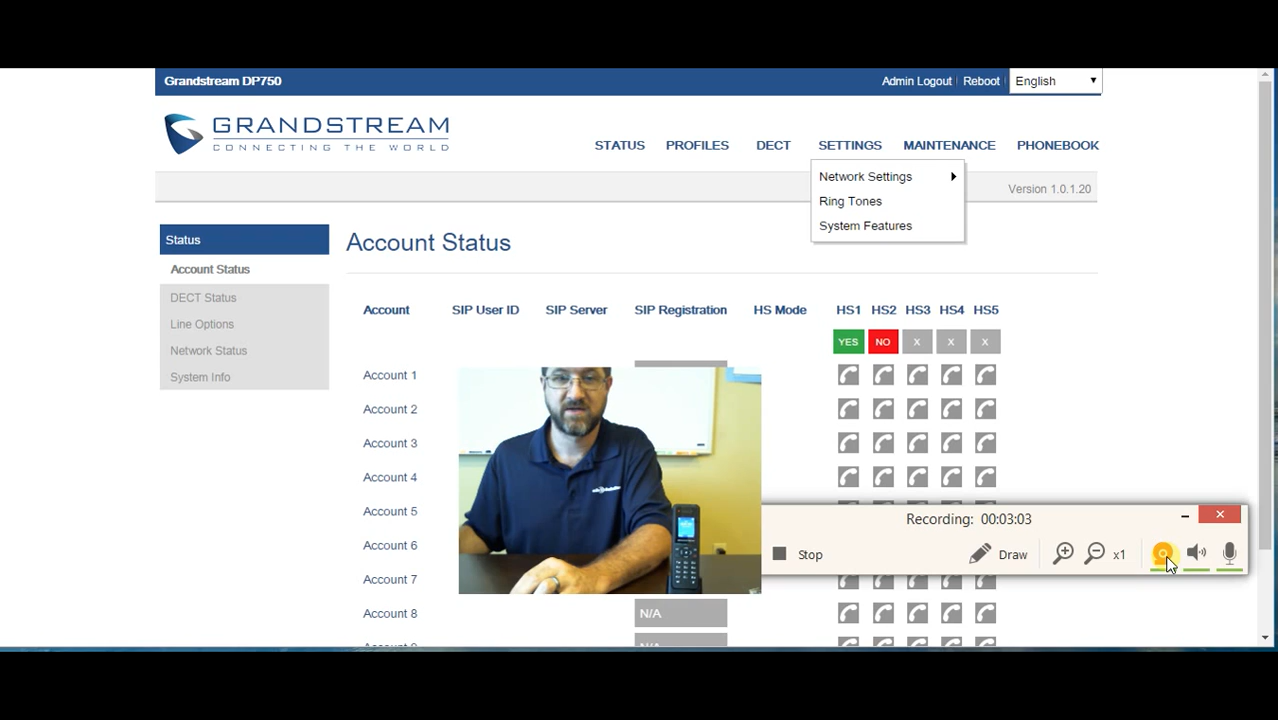 Grandstream DP750
Admin Logout Reboot English
GRANDSTREAM
CONNECTING THE WORLD
STATUS PROFILES DECT SETTINGS MAINTENANCE PHONEBOOK
Network Settings
Ring Tones
System Features
Version 1.0.1.20
Status
Account Status
DECT Status
Line Options
Network Status
System Info
Account Status
Account SIP User ID SIP Server SIP Registration HS Mode HS1 HS2 HS3 HS4 HS5
YES NO X X X
Account 1
Account 2
Account 3
Account 4
Account 5
Account 6
Account 7
Account 8 N/A
Recording: 00:03:03
Stop Draw x1